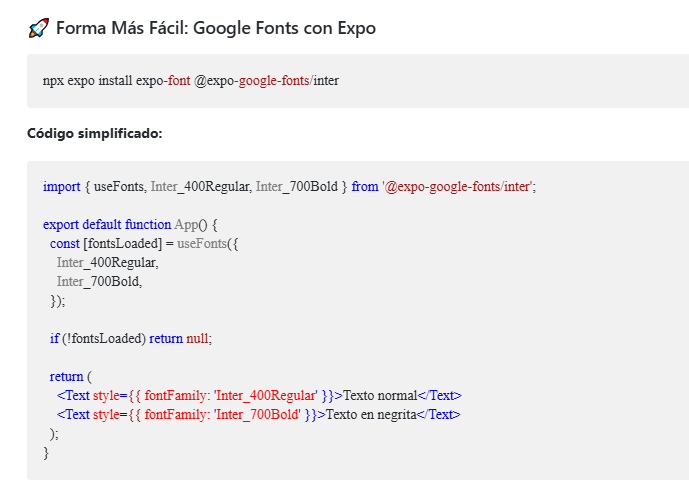 🚀 Forma Más Fácil: Google Fonts con Expo
npx expo install expo-font @expo-google-fonts/inter
Código simplificado:
import { useFonts, Inter_400Regular, Inter_700Bold } from '@expo-google-fonts/inter';
export default function App() {
  const [fontsLoaded] = useFonts({
    Inter_400Regular,
    Inter_700Bold,
  });
  if (!fontsLoaded) return null;
  return (
    <Text style={{ fontFamily: 'Inter_400Regular' }}>Texto normal</Text>
    <Text style={{ fontFamily: 'Inter_700Bold' }}>Texto en negrita</Text>
  );
}